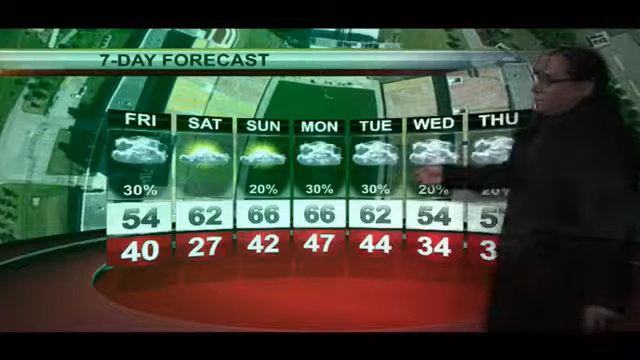 7-DAY FORECAST
FRI SAT SUN MON TUE WED THU
30% 20% 30% 30% 20% 20%
54 62 66 66 62 54
40 27 42 47 44 34